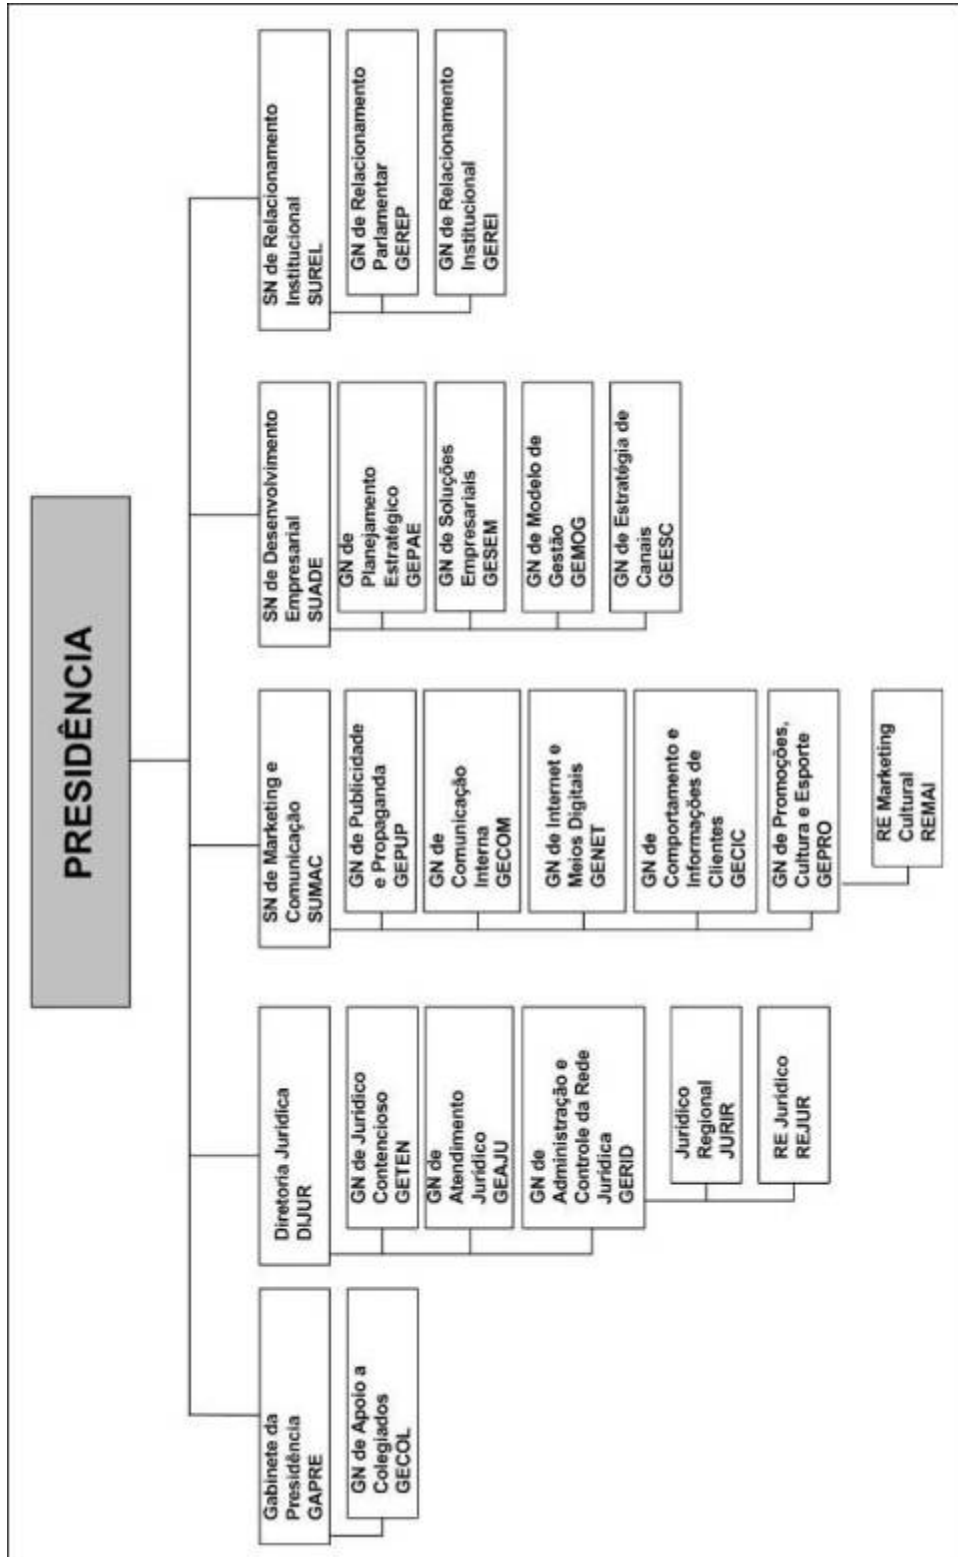 PRESIDÊNCIA
Gabinete da
Presidência
GAPRE
GN de Apoio a
Colegiados
GECOL
Diretoria Jurídica
DIJUR
GN de Jurídico
Contencioso
GETEN
GN de
Atendimento
Jurídico
GEAJU
GN de
Administração e
Controle da Rede
Jurídica
GERID
Jurídico
Regional
JURIR
RE Jurídico
REJUR
SN de Marketing e
Comunicação
SUMAC
GN de Publicidade
e Propaganda
GEPUP
GN de
Comunicação
Interna
GECOM
GN de Internet e
Meios Digitais
GENET
GN de
Comportamento e
Informações de
Clientes
GECIC
GN de Promoções,
Cultura e Esporte
GEPRO
RE Marketing
Cultural
REMAI
SN de Desenvolvimento
Empresarial
SUADE
GN de
Planejamento
Estratégico
GEPAE
GN de Soluções
Empresariais
GESEM
GN de Modelo de
Gestão
GEMOG
GN de Estratégia de
Canais
GEESC
SN de Relacionamento
Institucional
SUREL
GN de Relacionamento
Parlamentar
GEREP
GN de Relacionamento
Institucional
GEREI